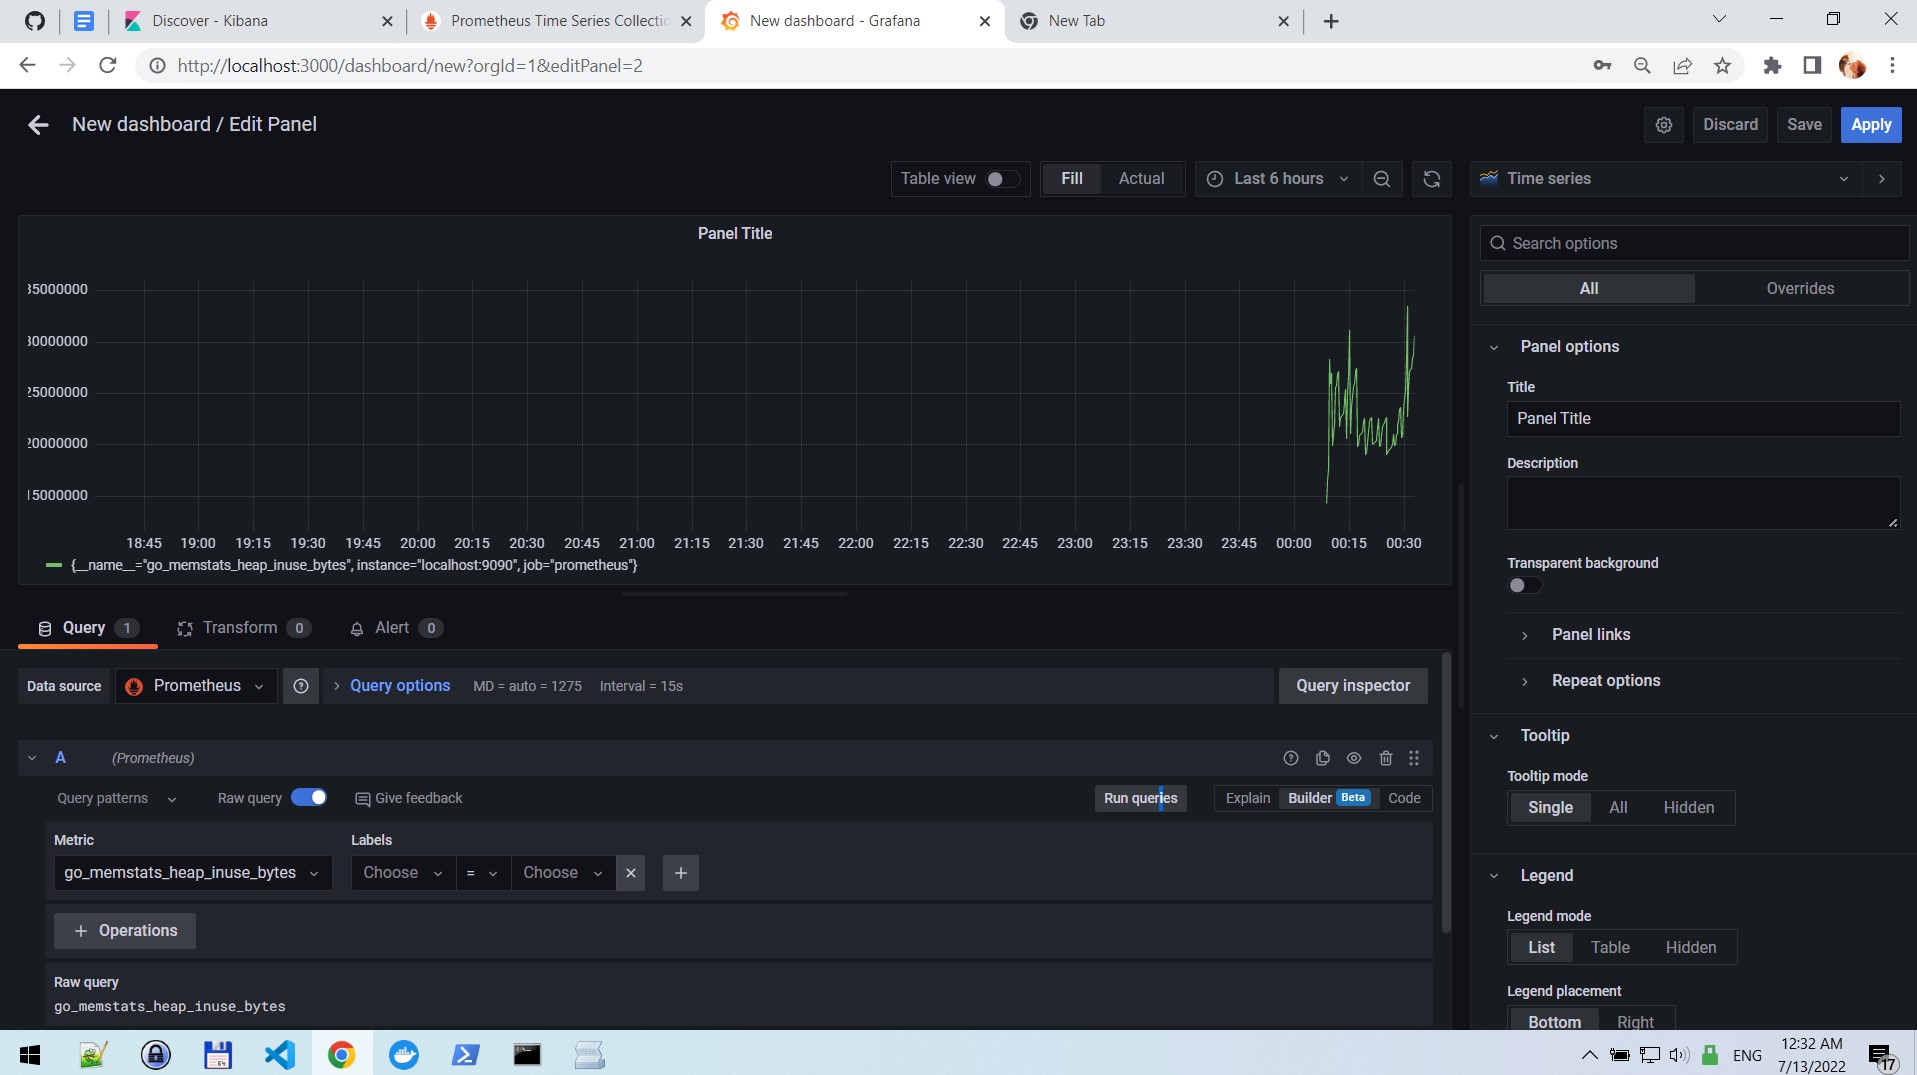 Discover - Kibana
Prometheus Time Series Collectio
New dashboard - Grafana
New Tab
http://localhost:3000/dashboard/new?orgId=1&editPanel=2
New dashboard / Edit Panel
Discard
Save
Apply
Table view
Fill
Actual
Last 6 hours
Time series
Panel Title
Search options
All
Overrides
35000000
30000000
25000000
20000000
15000000
18:45 19:00 19:15 19:30 19:45 20:00 20:15 20:30 20:45 21:00 21:15 21:30 21:45 22:00 22:15 22:30 22:45 23:00 23:15 23:30 23:45 00:00 00:15 00:30
{__name__="go_memstats_heap_inuse_bytes", instance="localhost:9090", job="prometheus"}
Panel options
Title
Panel Title
Description
Transparent background
Panel links
Repeat options
Tooltip
Tooltip mode
Single
All
Hidden
Legend
Legend mode
List
Table
Hidden
Legend placement
Bottom
Right
Query 1
Transform 0
Alert 0
Data source
Prometheus
Query options
MD = auto = 1275
Interval = 15s
Query inspector
A
(Prometheus)
Query patterns
Raw query
Give feedback
Run queries
Explain
Builder Beta
Code
Metric
Labels
go_memstats_heap_inuse_bytes
Choose
=
Choose
+ Operations
Raw query
go_memstats_heap_inuse_bytes
64
ENG
12:32 AM
7/13/2022
17